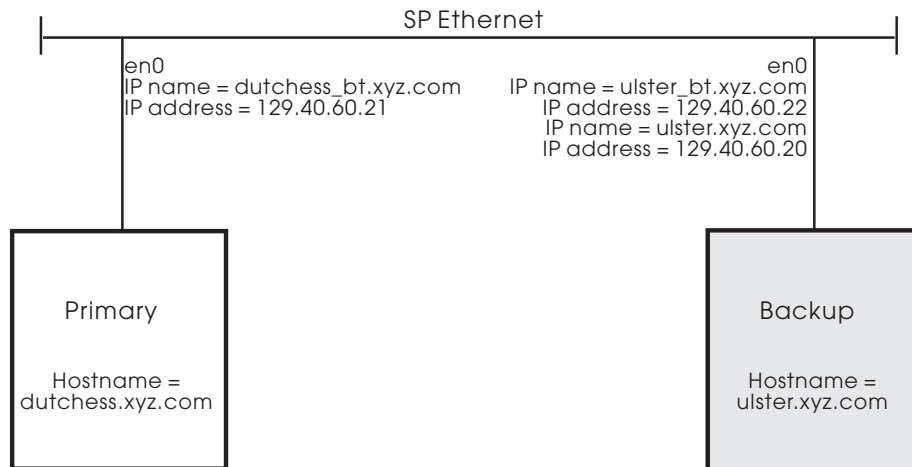 SP Ethernet
en0
IP name = dutchess_bt.xyz.com
IP address = 129.40.60.21
en0
IP name = ulster_bt.xyz.com
IP address = 129.40.60.22
IP name = ulster.xyz.com
IP address = 129.40.60.20
Primary
Hostname =
dutchess.xyz.com
Backup
Hostname =
ulster.xyz.com